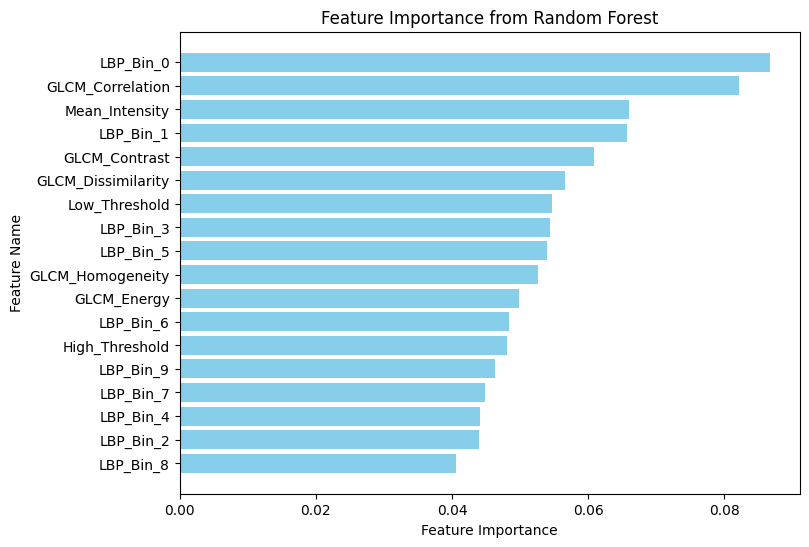 Feature Importance from Random Forest
Feature Name
LBP_Bin_0
GLCM_Correlation
Mean_Intensity
LBP_Bin_1
GLCM_Contrast
GLCM_Dissimilarity
Low_Threshold
LBP_Bin_3
LBP_Bin_5
GLCM_Homogeneity
GLCM_Energy
LBP_Bin_6
High_Threshold
LBP_Bin_9
LBP_Bin_7
LBP_Bin_4
LBP_Bin_2
LBP_Bin_8
0.00 0.02 0.04 0.06 0.08
Feature Importance